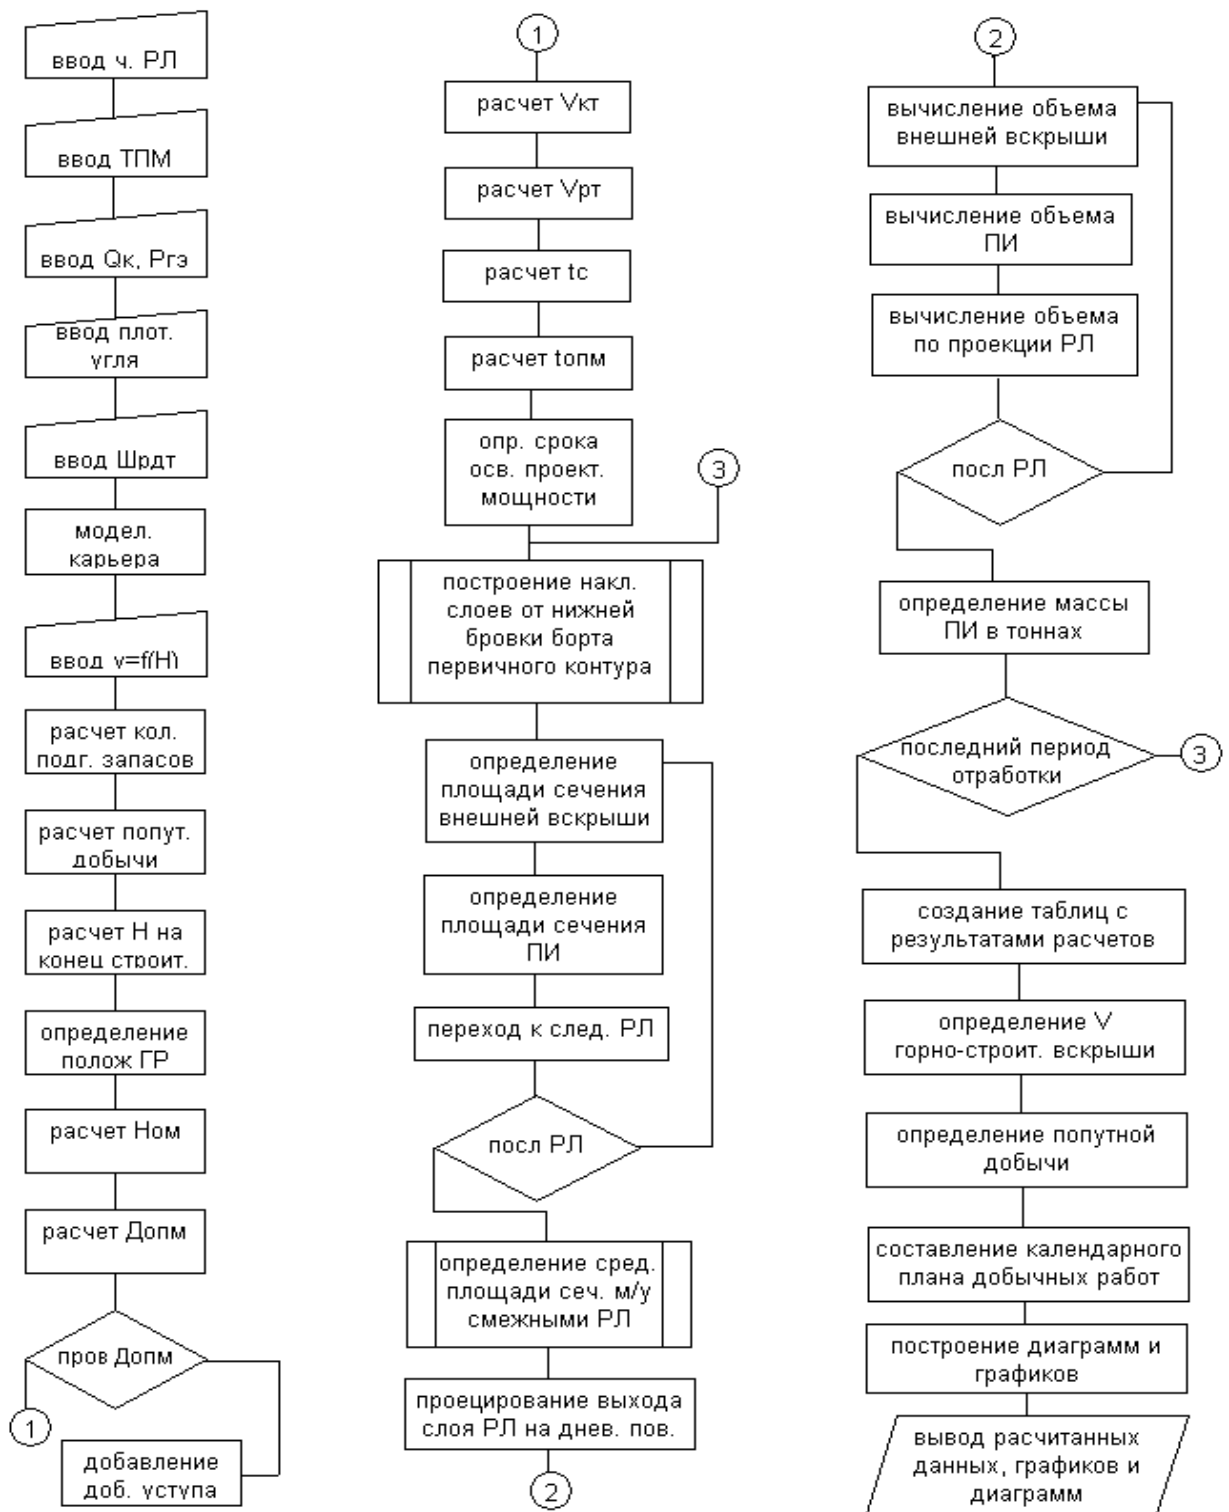 ввод ч. РЛ
ввод ТПМ
ввод Qк, Ргэ
ввод плот.
угля
ввод Шрдт
модел.
карьера
ввод v=f(H)
расчет кол.
подг. запасов
расчет попут.
добычи
расчет Н на
конец строит.
определение
полож ГР
расчет Ном
расчет Допм
пров Допм
1
добавление
доб. уступа
1
расчет Vкт
расчет Vрт
расчет tс
расчет tопм
опр. срока
осв. проект.
мощности
3
построение накл.
слоев от нижней
бровки борта
первичного контура
определение
площади сечения
внешней вскрыши
определение
площади сечения
ПИ
переход к след. РЛ
посл РЛ
определение сред.
площади сеч. м/у
смежными РЛ
проецирование выхода
слоя РЛ на днев. пов.
2
2
вычисление объема
внешней вскрыши
вычисление объема
ПИ
вычисление объема
по проекции РЛ
посл РЛ
определение массы
ПИ в тоннах
последний период
отработки
3
создание таблиц с
результатами расчетов
определение V
горно-строит. вскрыши
определение попутной
добычи
составление календарного
плана добычных работ
построение диаграмм и
графиков
вывод расчитанных
данных, графиков и
диаграмм